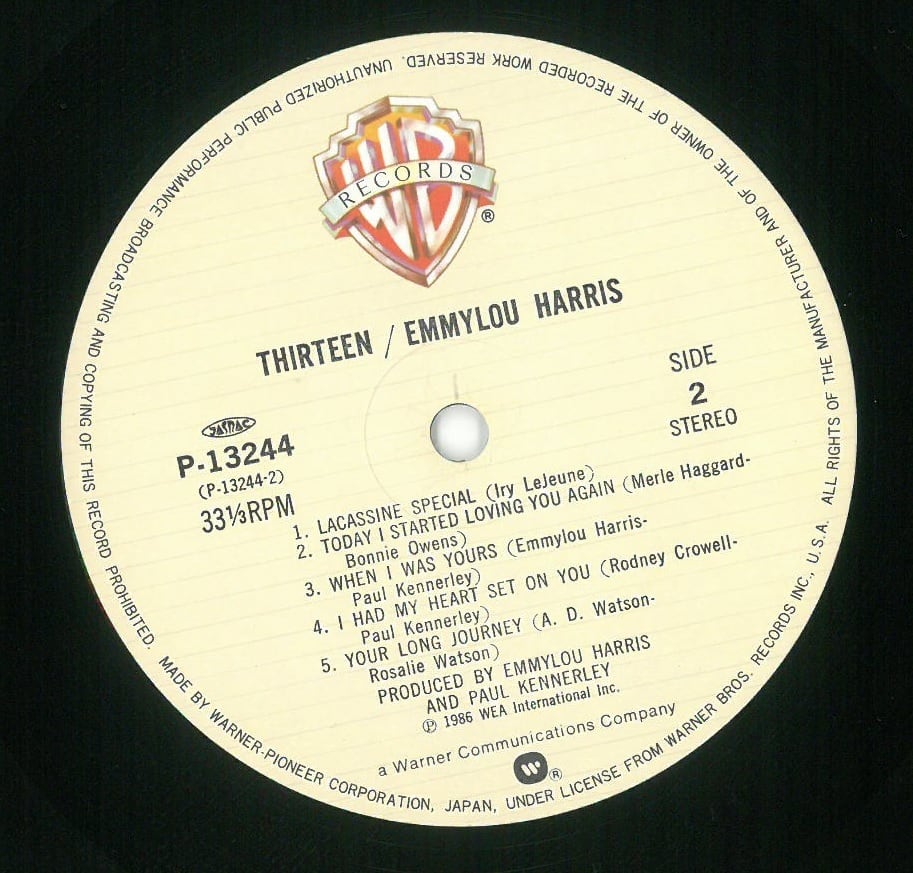 WB
RECORDS
®
THIRTEEN / EMMYLOU HARRIS
SIDE
2
STEREO
JASRAC
P-13244
(P-13244-2)
33⅓RPM
1. LACASSINE SPECIAL (Iry LeJeune)
2. TODAY I STARTED LOVING YOU AGAIN (Merle Haggard-
Bonnie Owens)
3. WHEN I WAS YOURS (Emmylou Harris-
Paul Kennerley)
4. I HAD MY HEART SET ON YOU (Rodney Crowell-
Paul Kennerley)
5. YOUR LONG JOURNEY (A. D. Watson-
Rosalie Watson)
PRODUCED BY EMMYLOU HARRIS
AND PAUL KENNERLEY
Ⓟ 1986 WEA International Inc.
a Warner Communications Company
®
MADE BY WARNER-PIONEER CORPORATION, JAPAN, UNDER LICENSE FROM WARNER BROS. RECORDS INC., U.S.A. ALL RIGHTS OF THE MANUFACTURER AND OF THE OWNER OF THE RECORDED WORK RESERVED. UNAUTHORIZED PUBLIC PERFORMANCE BROADCASTING AND COPYING OF THIS RECORD PROHIBITED.